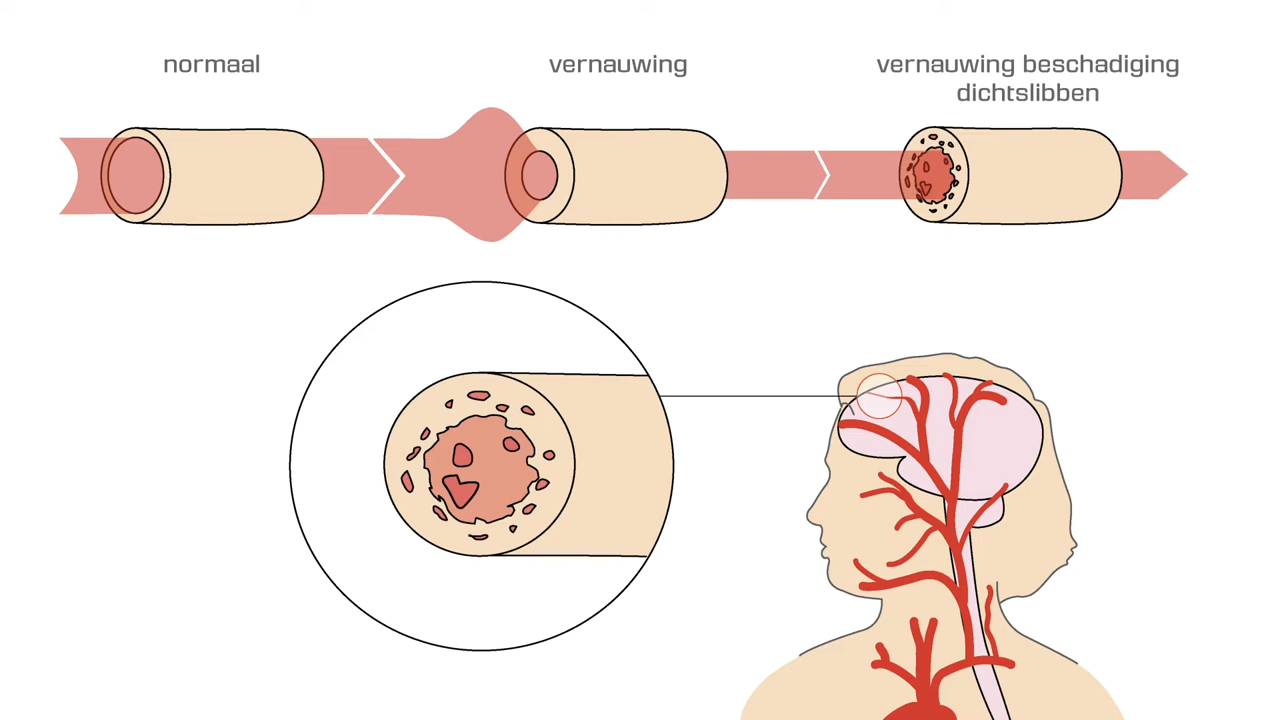 normaal
vernauwing
vernauwing beschadiging
dichtslibben